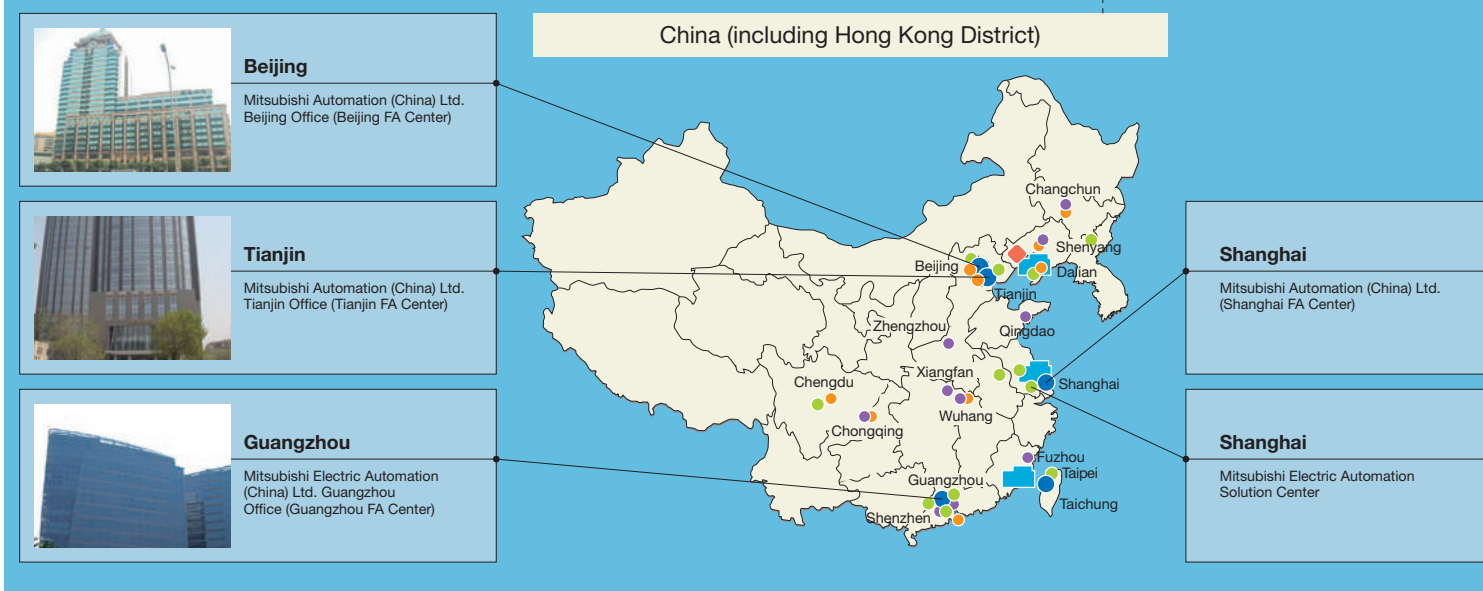 China (including Hong Kong District)
Beijing
Mitsubishi Automation (China) Ltd.
Beijing Office (Beijing FA Center)
Tianjin
Mitsubishi Automation (China) Ltd.
Tianjin Office (Tianjin FA Center)
Guangzhou
Mitsubishi Electric Automation
(China) Ltd. Guangzhou
Office (Guangzhou FA Center)
Changchun
Shenyang
Beijing
Dalian
Tianjin
Zhengzhou
Qingdao
Xiangfan
Chengdu
Shanghai
Wuhang
Chongqing
Fuzhou
Guangzhou
Taipei
Taichung
Shenzhen
Shanghai
Mitsubishi Automation (China) Ltd.
(Shanghai FA Center)
Shanghai
Mitsubishi Electric Automation
Solution Center